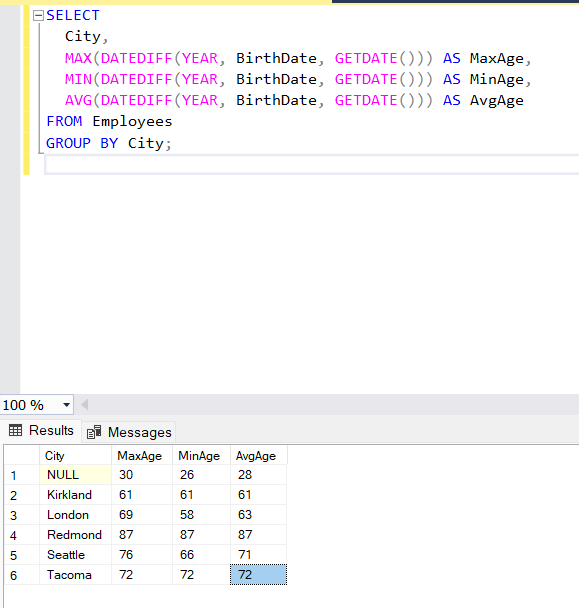 SELECT
City,
MAX(DATEDIFF(YEAR, BirthDate, GETDATE())) AS MaxAge,
MIN(DATEDIFF(YEAR, BirthDate, GETDATE())) AS MinAge,
AVG(DATEDIFF(YEAR, BirthDate, GETDATE())) AS AvgAge
FROM Employees
GROUP BY City;
100 %
Results Messages
City MaxAge MinAge AvgAge
1 NULL 30 26 28
2 Kirkland 61 61 61
3 London 69 58 63
4 Redmond 87 87 87
5 Seattle 76 66 71
6 Tacoma 72 72 72